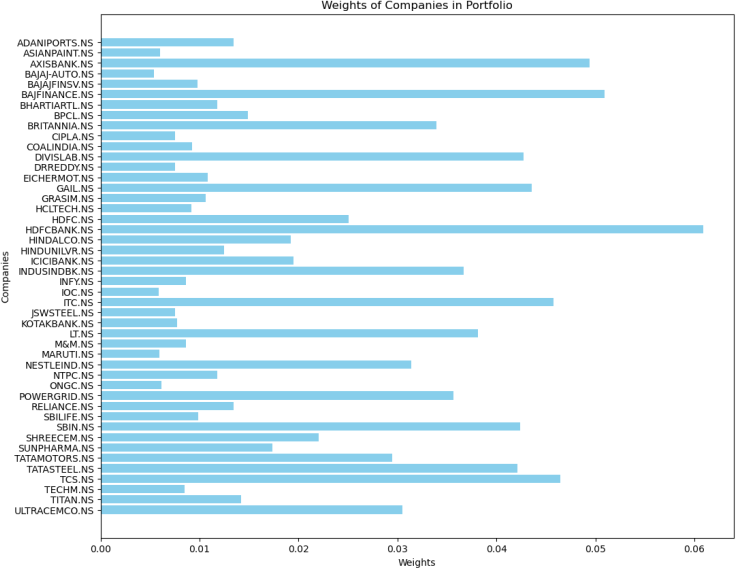 Weights of Companies in Portfolio
ADANIPORTS.NS
ASIANPAINT.NS
AXISBANK.NS
BAJAJ-AUTO.NS
BAJAJFINSV.NS
BAJFINANCE.NS
BHARTIARTL.NS
BPCL.NS
BRITANNIA.NS
CIPLA.NS
COALINDIA.NS
DIVISLAB.NS
DRREDDY.NS
EICHERMOT.NS
GAIL.NS
GRASIM.NS
HCLTECH.NS
HDFC.NS
HDFCBANK.NS
HINDALCO.NS
HINDUNILVR.NS
ICICIBANK.NS
INDUSINDBK.NS
INFY.NS
IOC.NS
ITC.NS
JSWSTEEL.NS
KOTAKBANK.NS
LT.NS
M&M.NS
MARUTI.NS
NESTLEIND.NS
NTPC.NS
ONGC.NS
POWERGRID.NS
RELIANCE.NS
SBILIFE.NS
SBIN.NS
SHREECEM.NS
SUNPHARMA.NS
TATAMOTORS.NS
TATASTEEL.NS
TCS.NS
TECHM.NS
TITAN.NS
ULTRACEMCO.NS
Companies
0.00 0.01 0.02 0.03 0.04 0.05 0.06
Weights